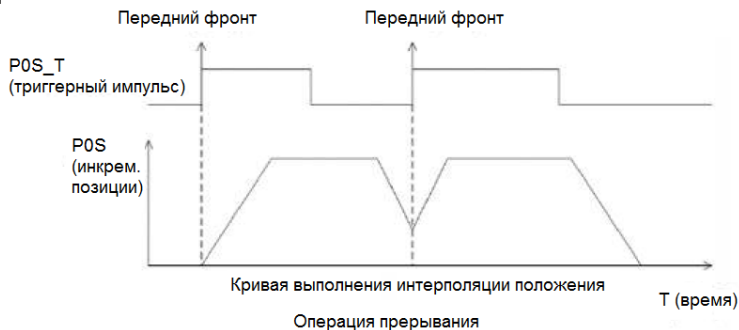 Передний фронт
Передний фронт
P0S_T
(триггерный импульс)
P0S
(инкрем.
позиции)
Кривая выполнения интерполяции положения
T (время)
Операция прерывания